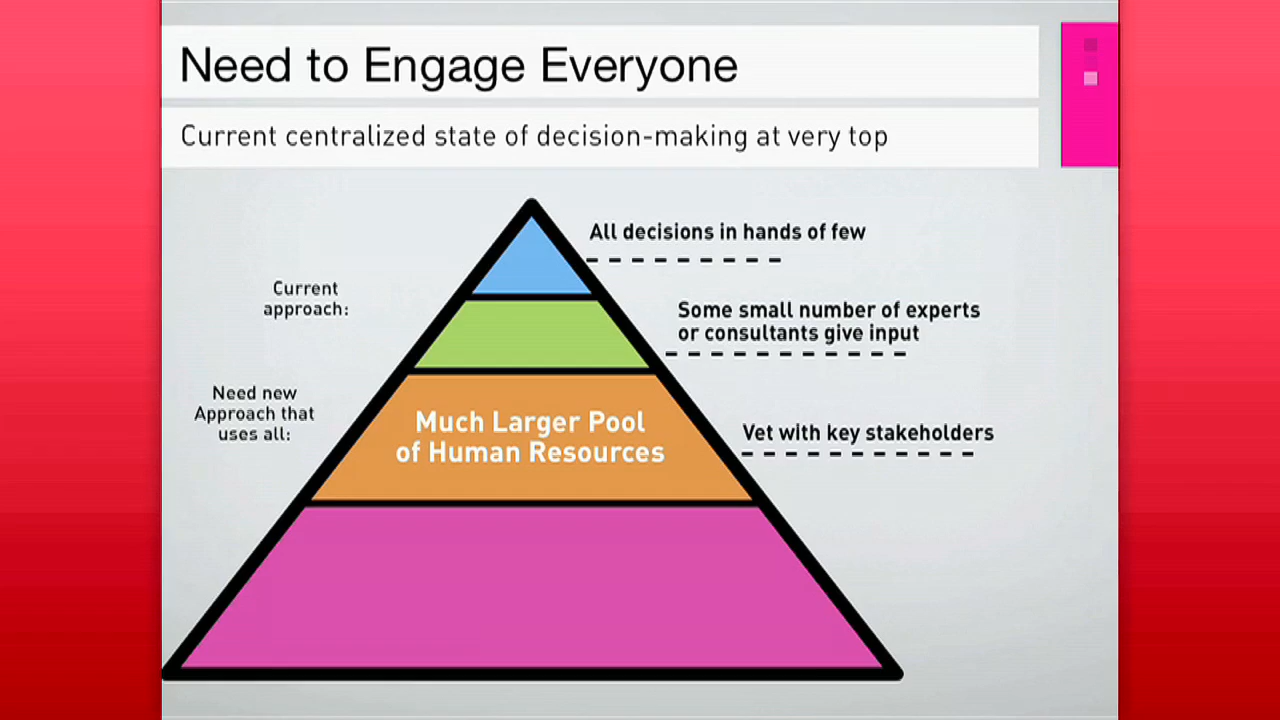 Need to Engage Everyone
Current centralized state of decision-making at very top
All decisions in hands of few
Current
approach:
Some small number of experts
or consultants give input
Need new
Approach that
uses all:
Much Larger Pool
of Human Resources
Vet with key stakeholders